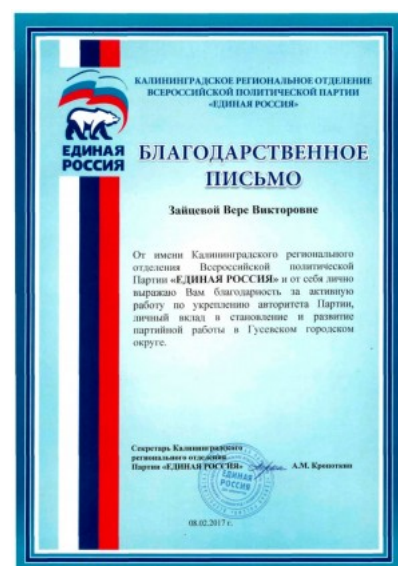 КАЛИНИНГРАДСКОЕ РЕГИОНАЛЬНОЕ ОТДЕЛЕНИЕ
ВСЕРОССИЙСКОЙ ПОЛИТИЧЕСКОЙ ПАРТИИ
«ЕДИНАЯ РОССИЯ»
ЕДИНАЯ
РОССИЯ
БЛАГОДАРСТВЕННОЕ
ПИСЬМО
Зайцевой Вере Викторовне
От имени Калининградского регионального
отделения Всероссийской политической
Партии «ЕДИНАЯ РОССИЯ» и от себя лично
выражаю Вам благодарность за активную
работу по укреплению авторитета Партии,
личный вклад в становление и развитие
партийной работы в Гусевском городском
округе.
Секретарь Калининградского
регионального отделения
Партии «ЕДИНАЯ РОССИЯ» А.М. Кропоткин
ЕДИНАЯ
РОССИЯ
08.02.2017 г.